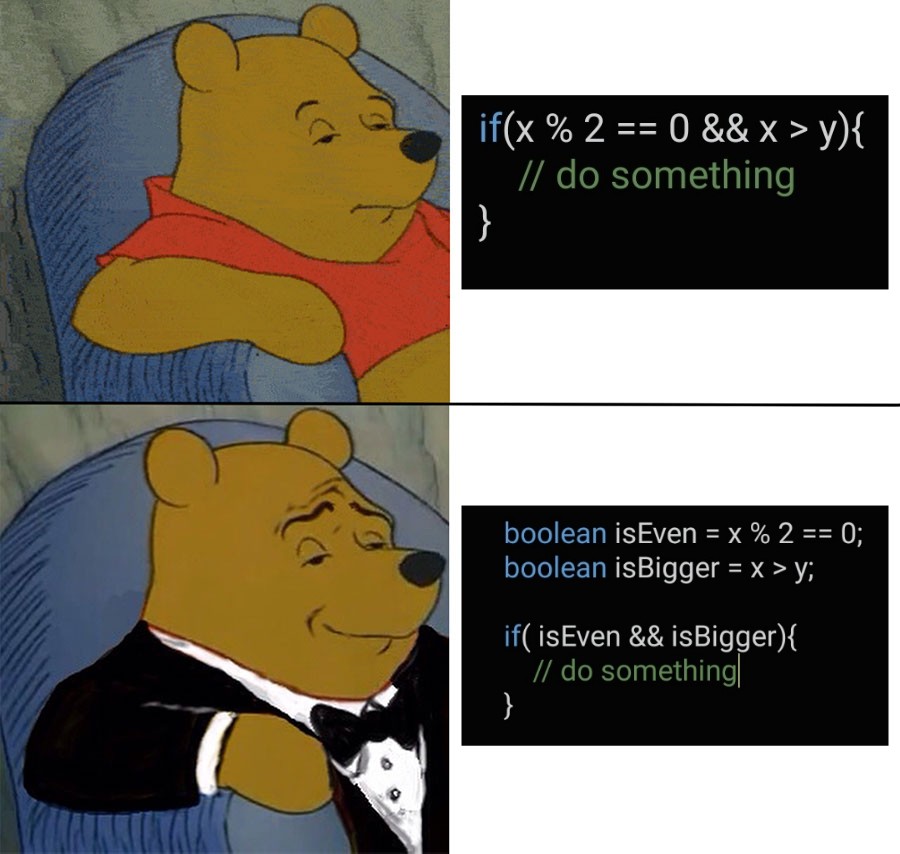 if(x % 2 == 0 && x > y){
// do something
}
boolean isEven = x % 2 == 0;
boolean isBigger = x > y;
if( isEven && isBigger){
// do something
}